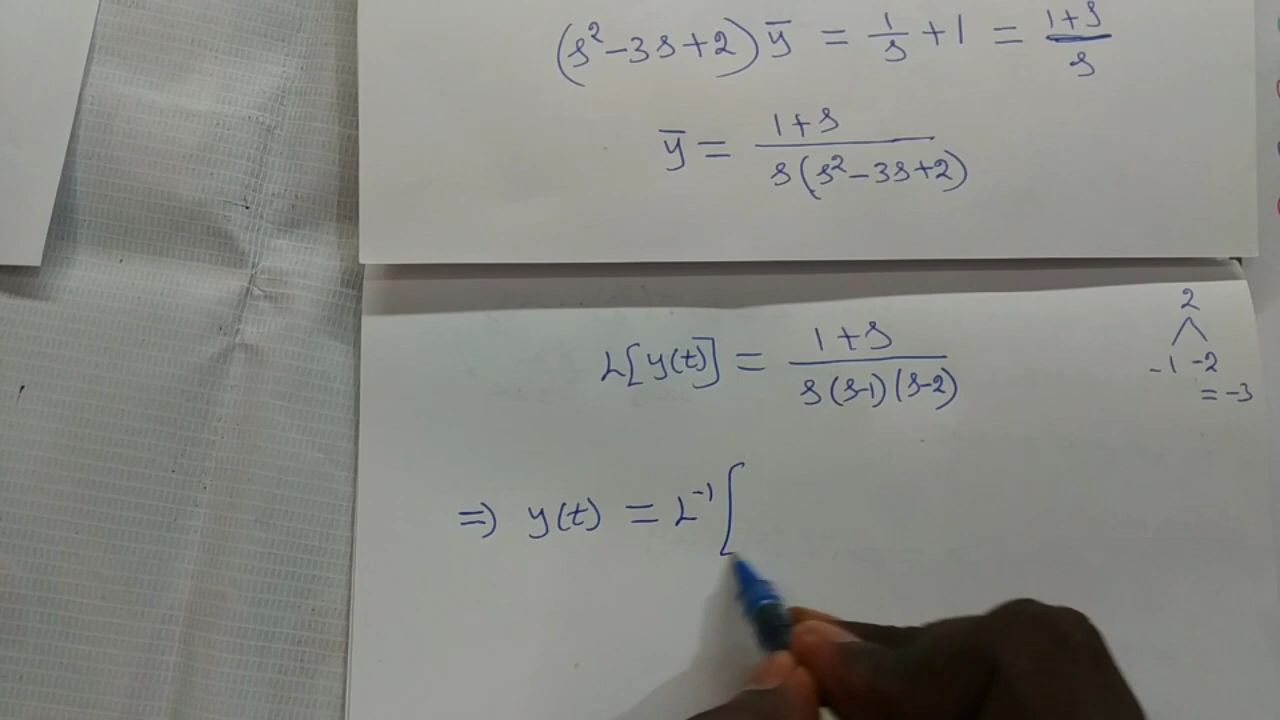 (s²-3s+2) ȳ = 1/s + 1 = 1+s/s
ȳ = 1+s / s(s²-3s+2)
2
L[y(t)] = 1+s / s(s-1)(s-2)
-1 -2
= -3
⇒ y(t) = L⁻¹[